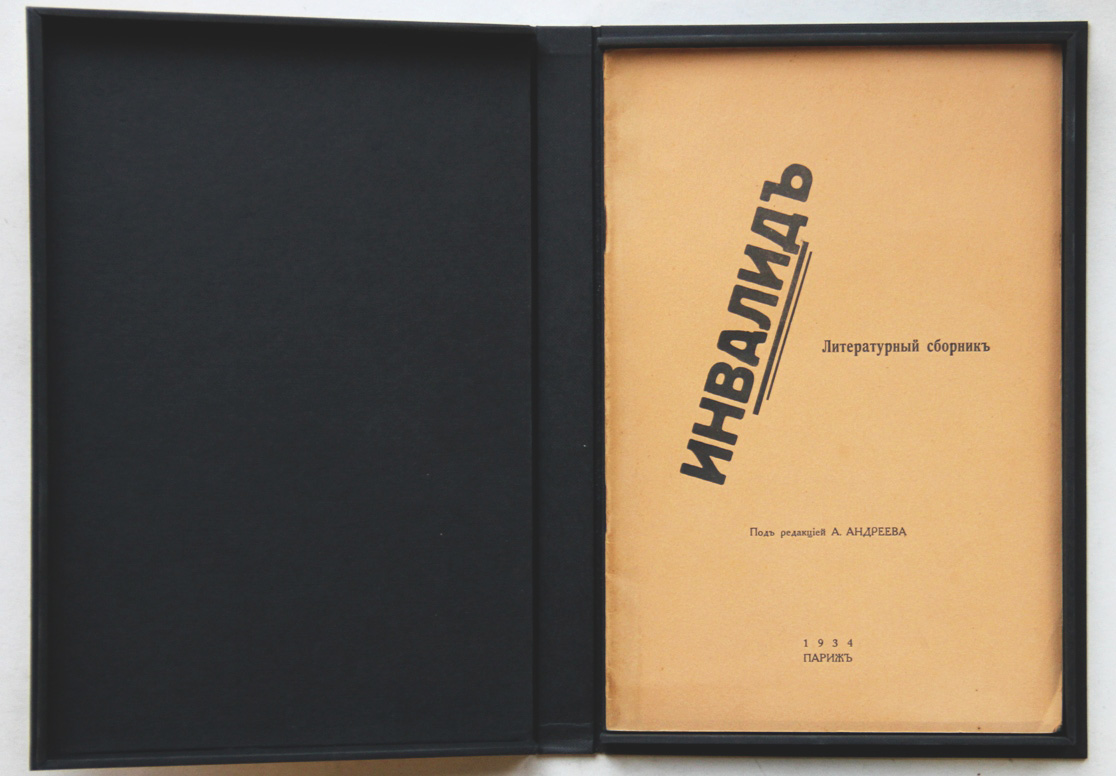 ИНВАЛИДЪ
Литературный сборникъ
Подъ редакціей А. АНДРЕЕВА
1934
ПАРИЖЪ